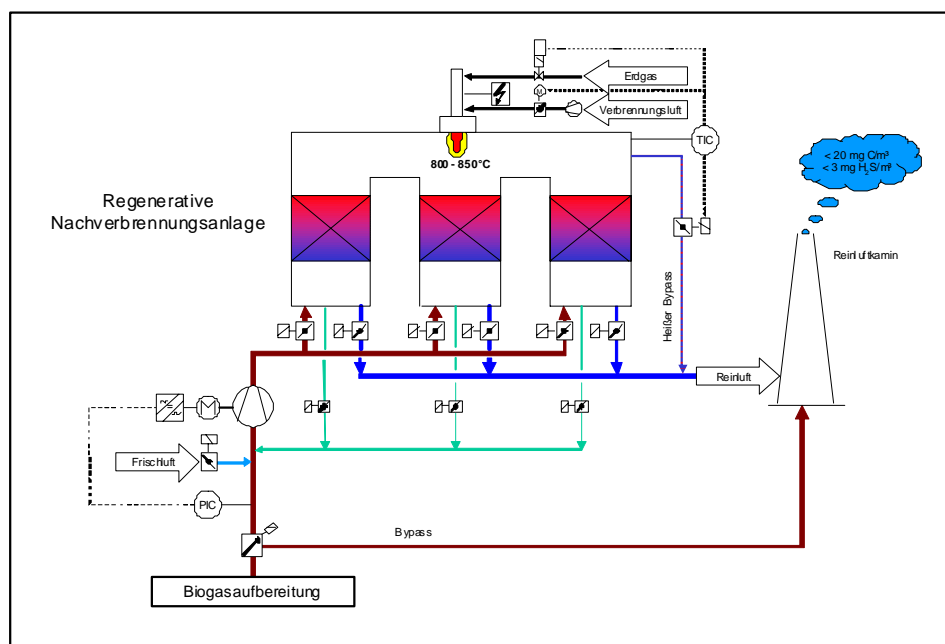 Erdgas
M
Verbrennungsluft
TIC
800 - 850°C
< 20 mg C/m³
< 3 mg H₂S/m³
Regenerative
Nachverbrennungsanlage
Reinluftkamin
Heißer Bypass
Reinluft
M
Frischluft
PIC
Bypass
Biogasaufbereitung